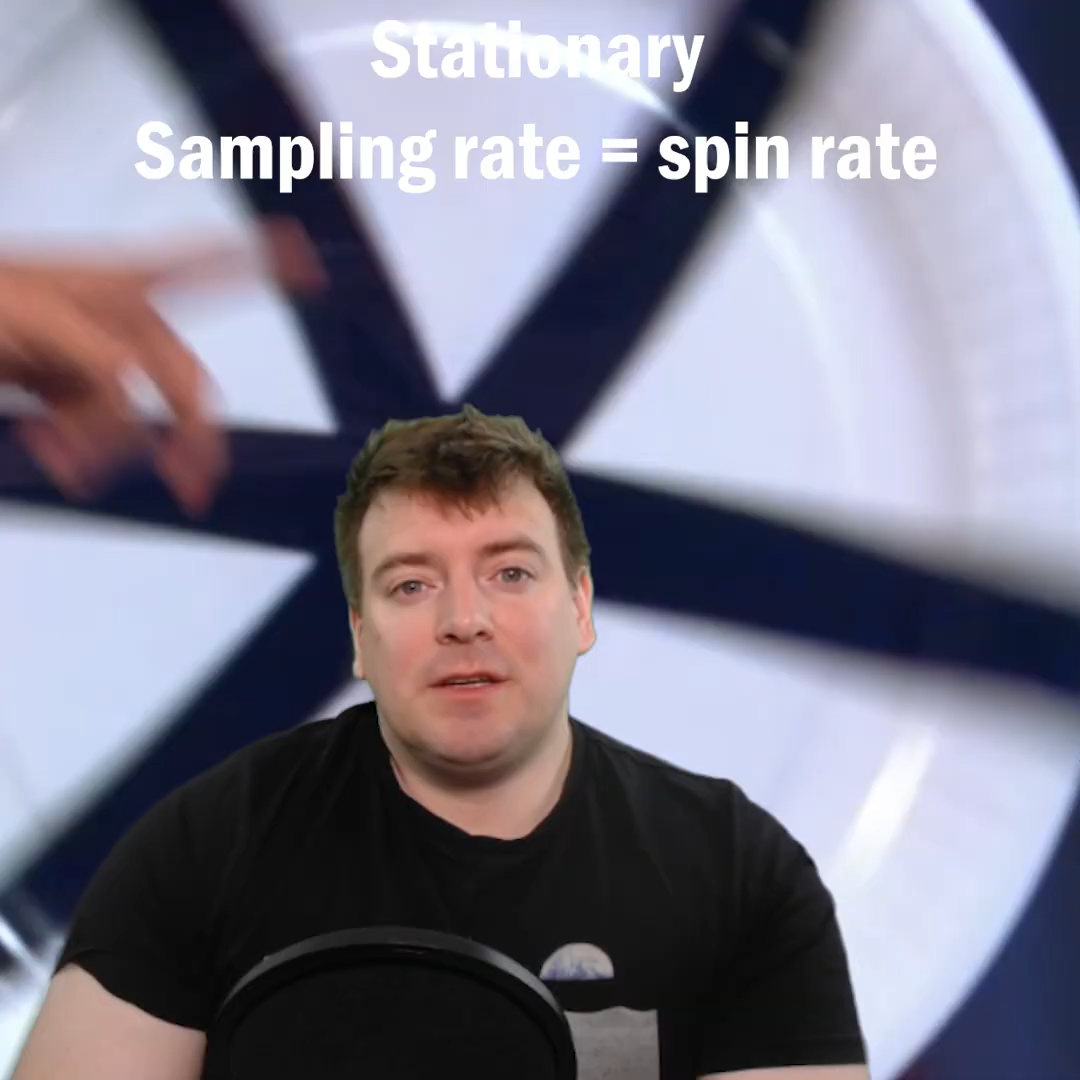 Stationary
Sampling rate = spin rate